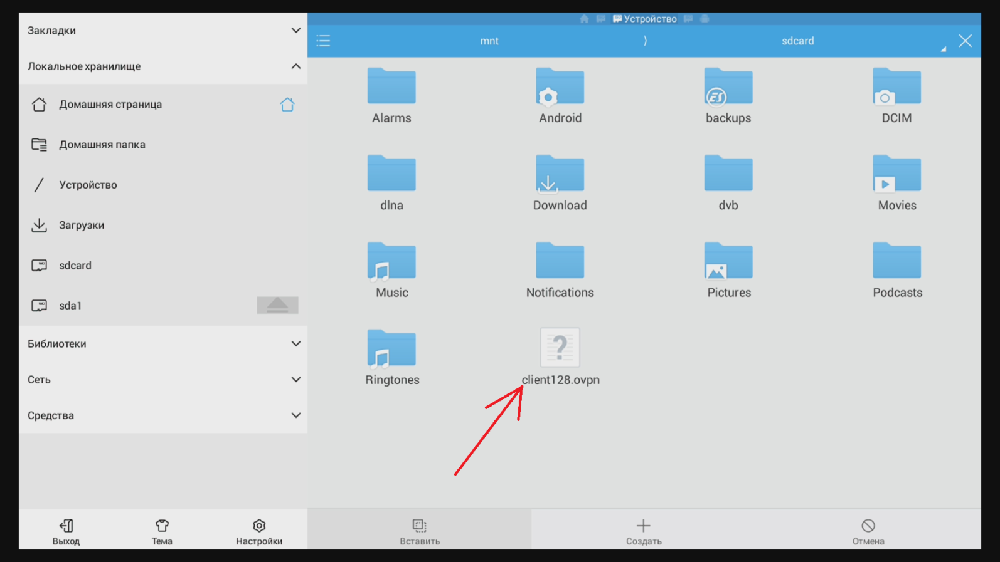 Закладки
Локальное хранилище
Домашняя страница
Домашняя папка
Устройство
Загрузки
sdcard
sda1
Библиотеки
Сеть
Средства
Выход
Тема
Настройки
Устройство
mnt
sdcard
Alarms
Android
backups
DCIM
dlna
Download
dvb
Movies
Music
Notifications
Pictures
Podcasts
Ringtones
client128.ovpn
Вставить
Создать
Отмена